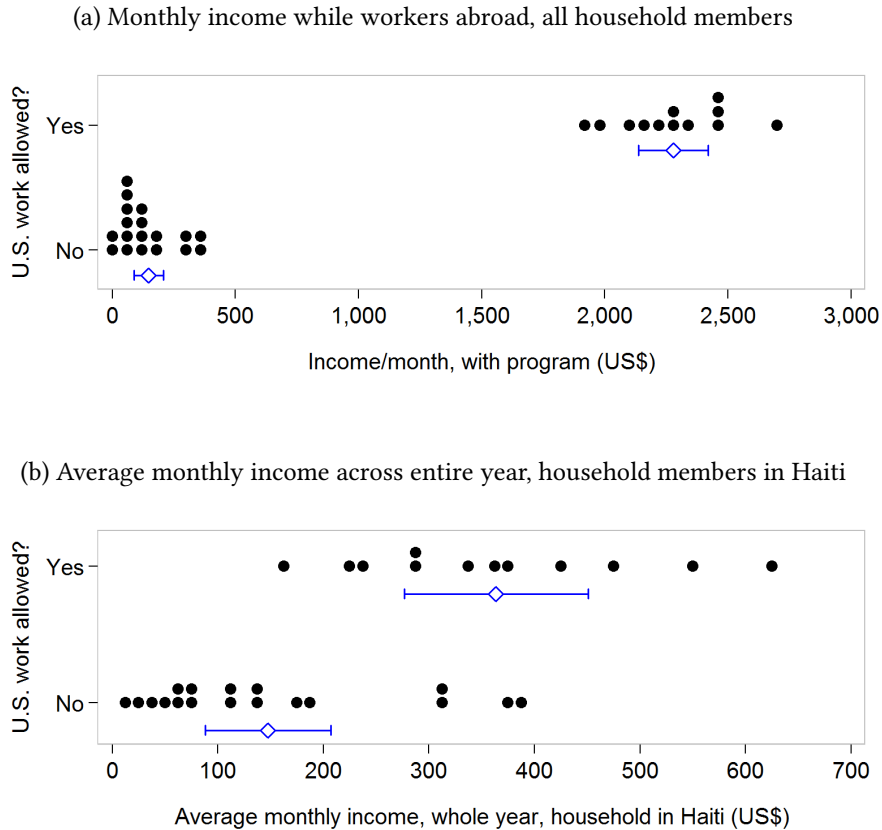 (a) Monthly income while workers abroad, all household members
U.S. work allowed?
Yes
No
0 500 1,000 1,500 2,000 2,500 3,000
Income/month, with program (US$)
(b) Average monthly income across entire year, household members in Haiti
U.S. work allowed?
Yes
No
0 100 200 300 400 500 600 700
Average monthly income, whole year, household in Haiti (US$)